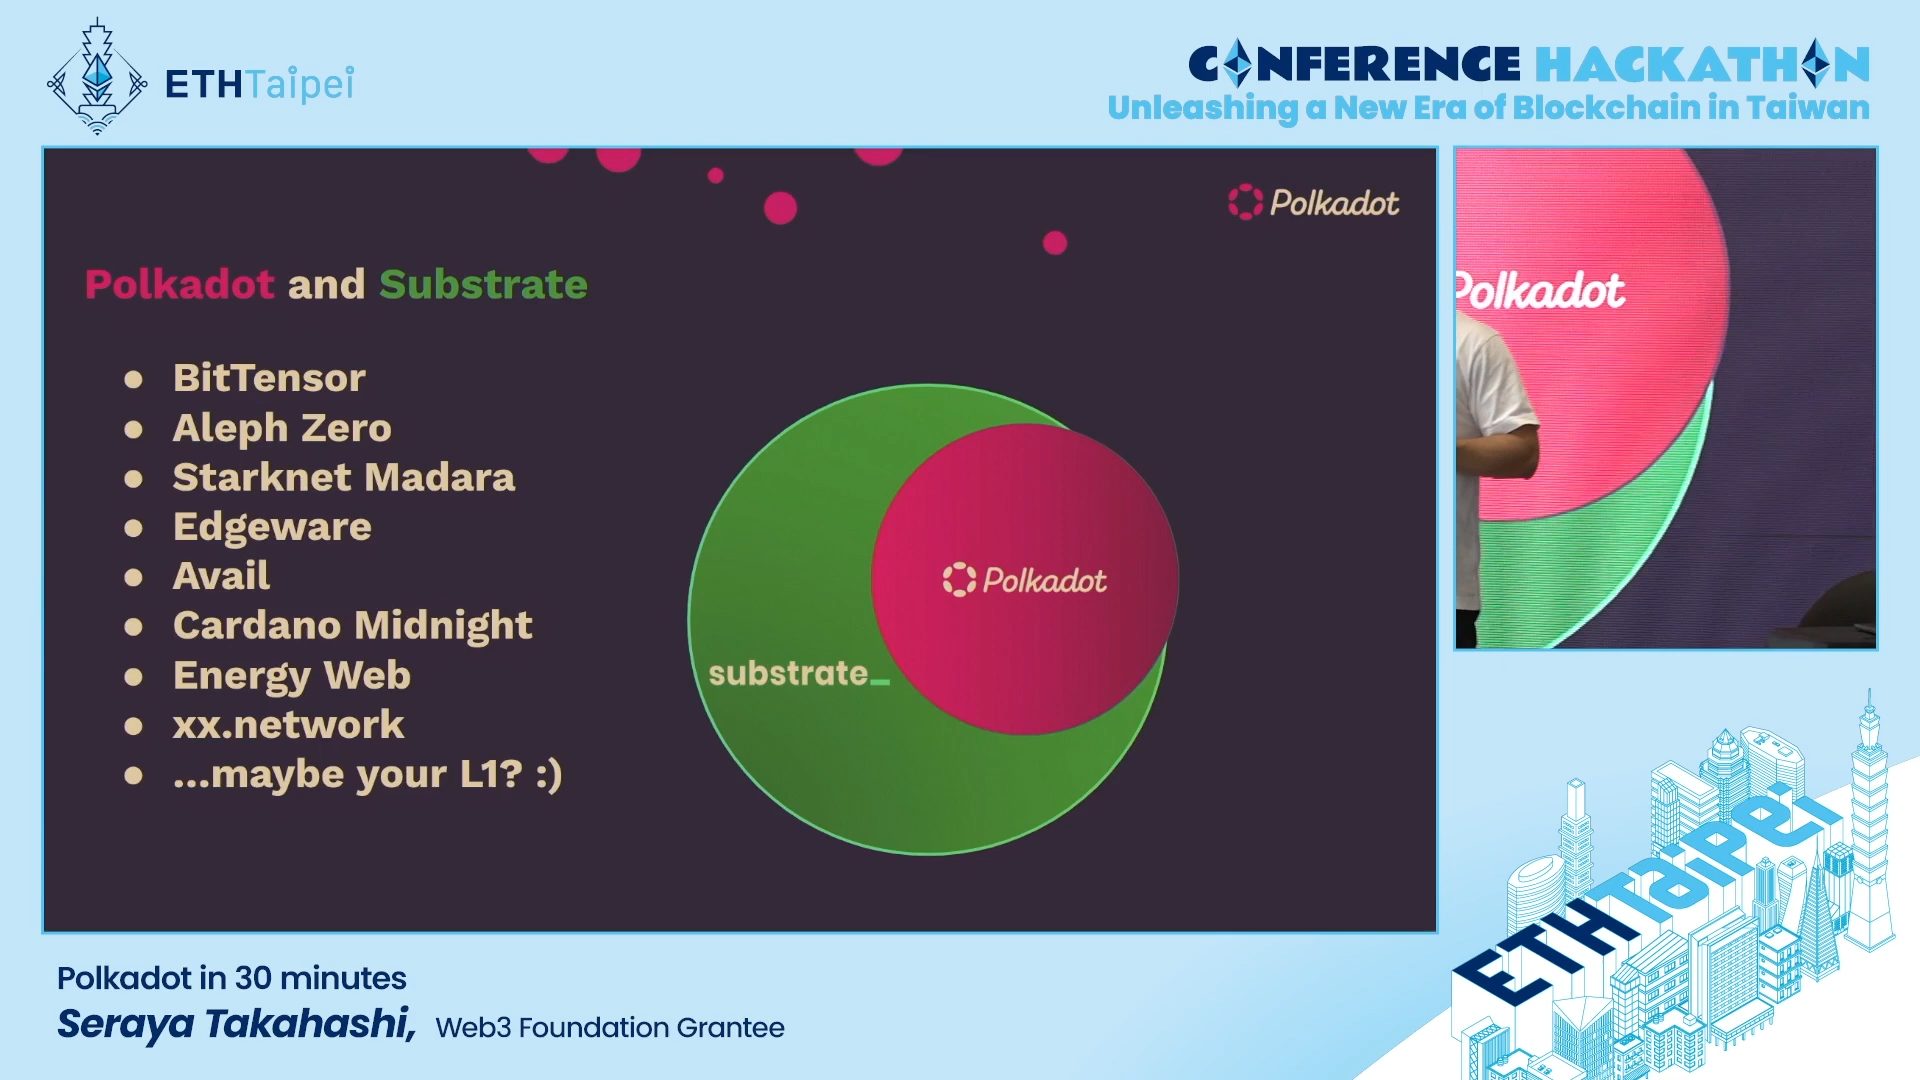 ETHTaipei
CONFERENCE HACKATHON
Unleashing a New Era of Blockchain in Taiwan
Polkadot
Polkadot and Substrate
● BitTensor
● Aleph Zero
● Starknet Madara
● Edgeware
● Avail
● Cardano Midnight
● Energy Web
● xx.network
● ...maybe your L1? :)
Polkadot
substrate_
Polkadot
ETHTaipei
Polkadot in 30 minutes
Seraya Takahashi, Web3 Foundation Grantee